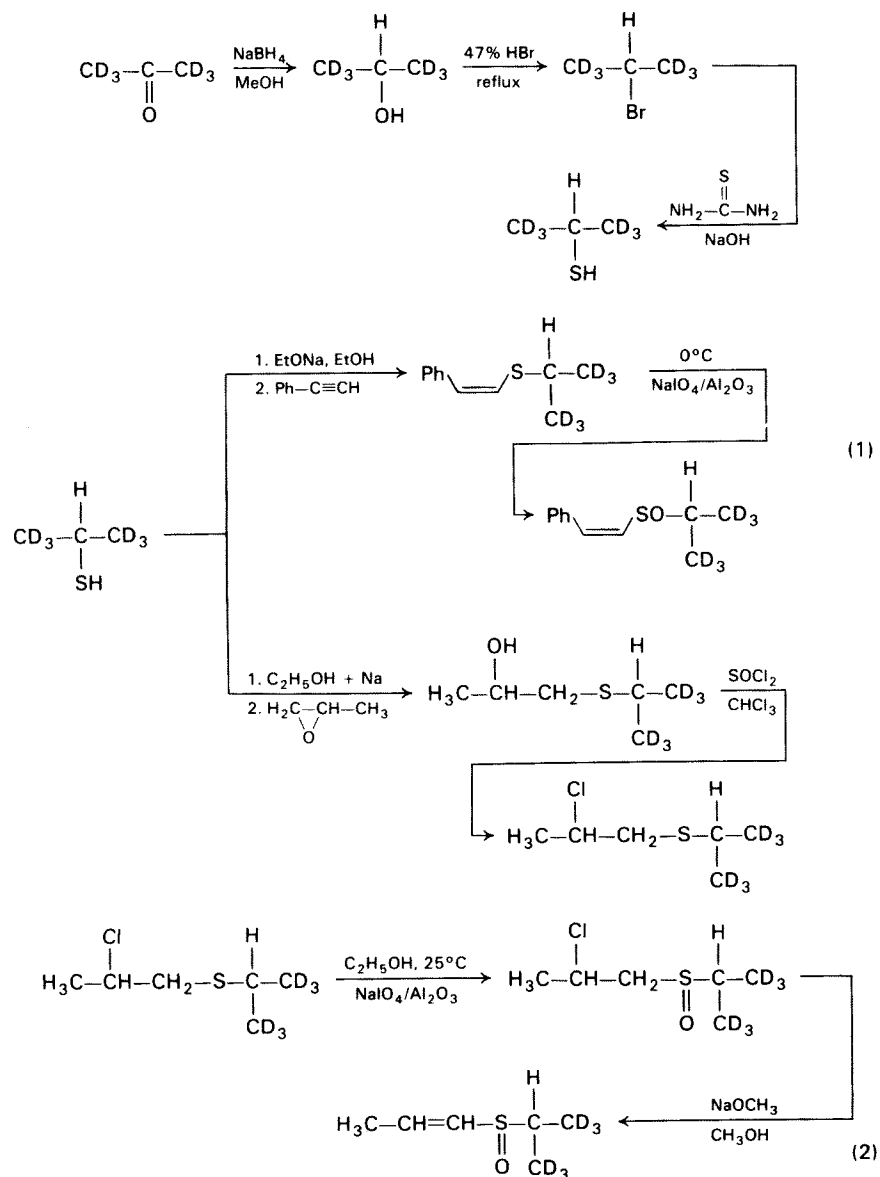 NaBH₄ 47% HBr
H H
CD₃—C—CD₃ MeOH CD₃—C—CD₃ reflux CD₃—C—CD₃
O OH Br
S
H
NH₂—C—NH₂
CD₃—C—CD₃ NaOH
SH
H
1. EtONa, EtOH 0°C
Ph S—C—CD₃
2. Ph—C≡CH NaIO₄/Al₂O₃
CD₃
(1)
H
H
Ph SO—C—CD₃
CD₃—C—CD₃
CD₃
SH
OH H
1. C₂H₅OH + Na SOCl₂
H₃C—CH—CH₂—S—C—CD₃
2. H₂C—CH—CH₃ CHCl₃
O CD₃
Cl H
H₃C—CH—CH₂—S—C—CD₃
CD₃
Cl H Cl H
C₂H₅OH, 25°C
H₃C—CH—CH₂—S—C—CD₃ H₃C—CH—CH₂—S—C—CD₃
NaIO₄/Al₂O₃
CD₃ O CD₃
H
NaOCH₃
H₃C—CH=CH—S—C—CD₃
CH₃OH
O CD₃
(2)